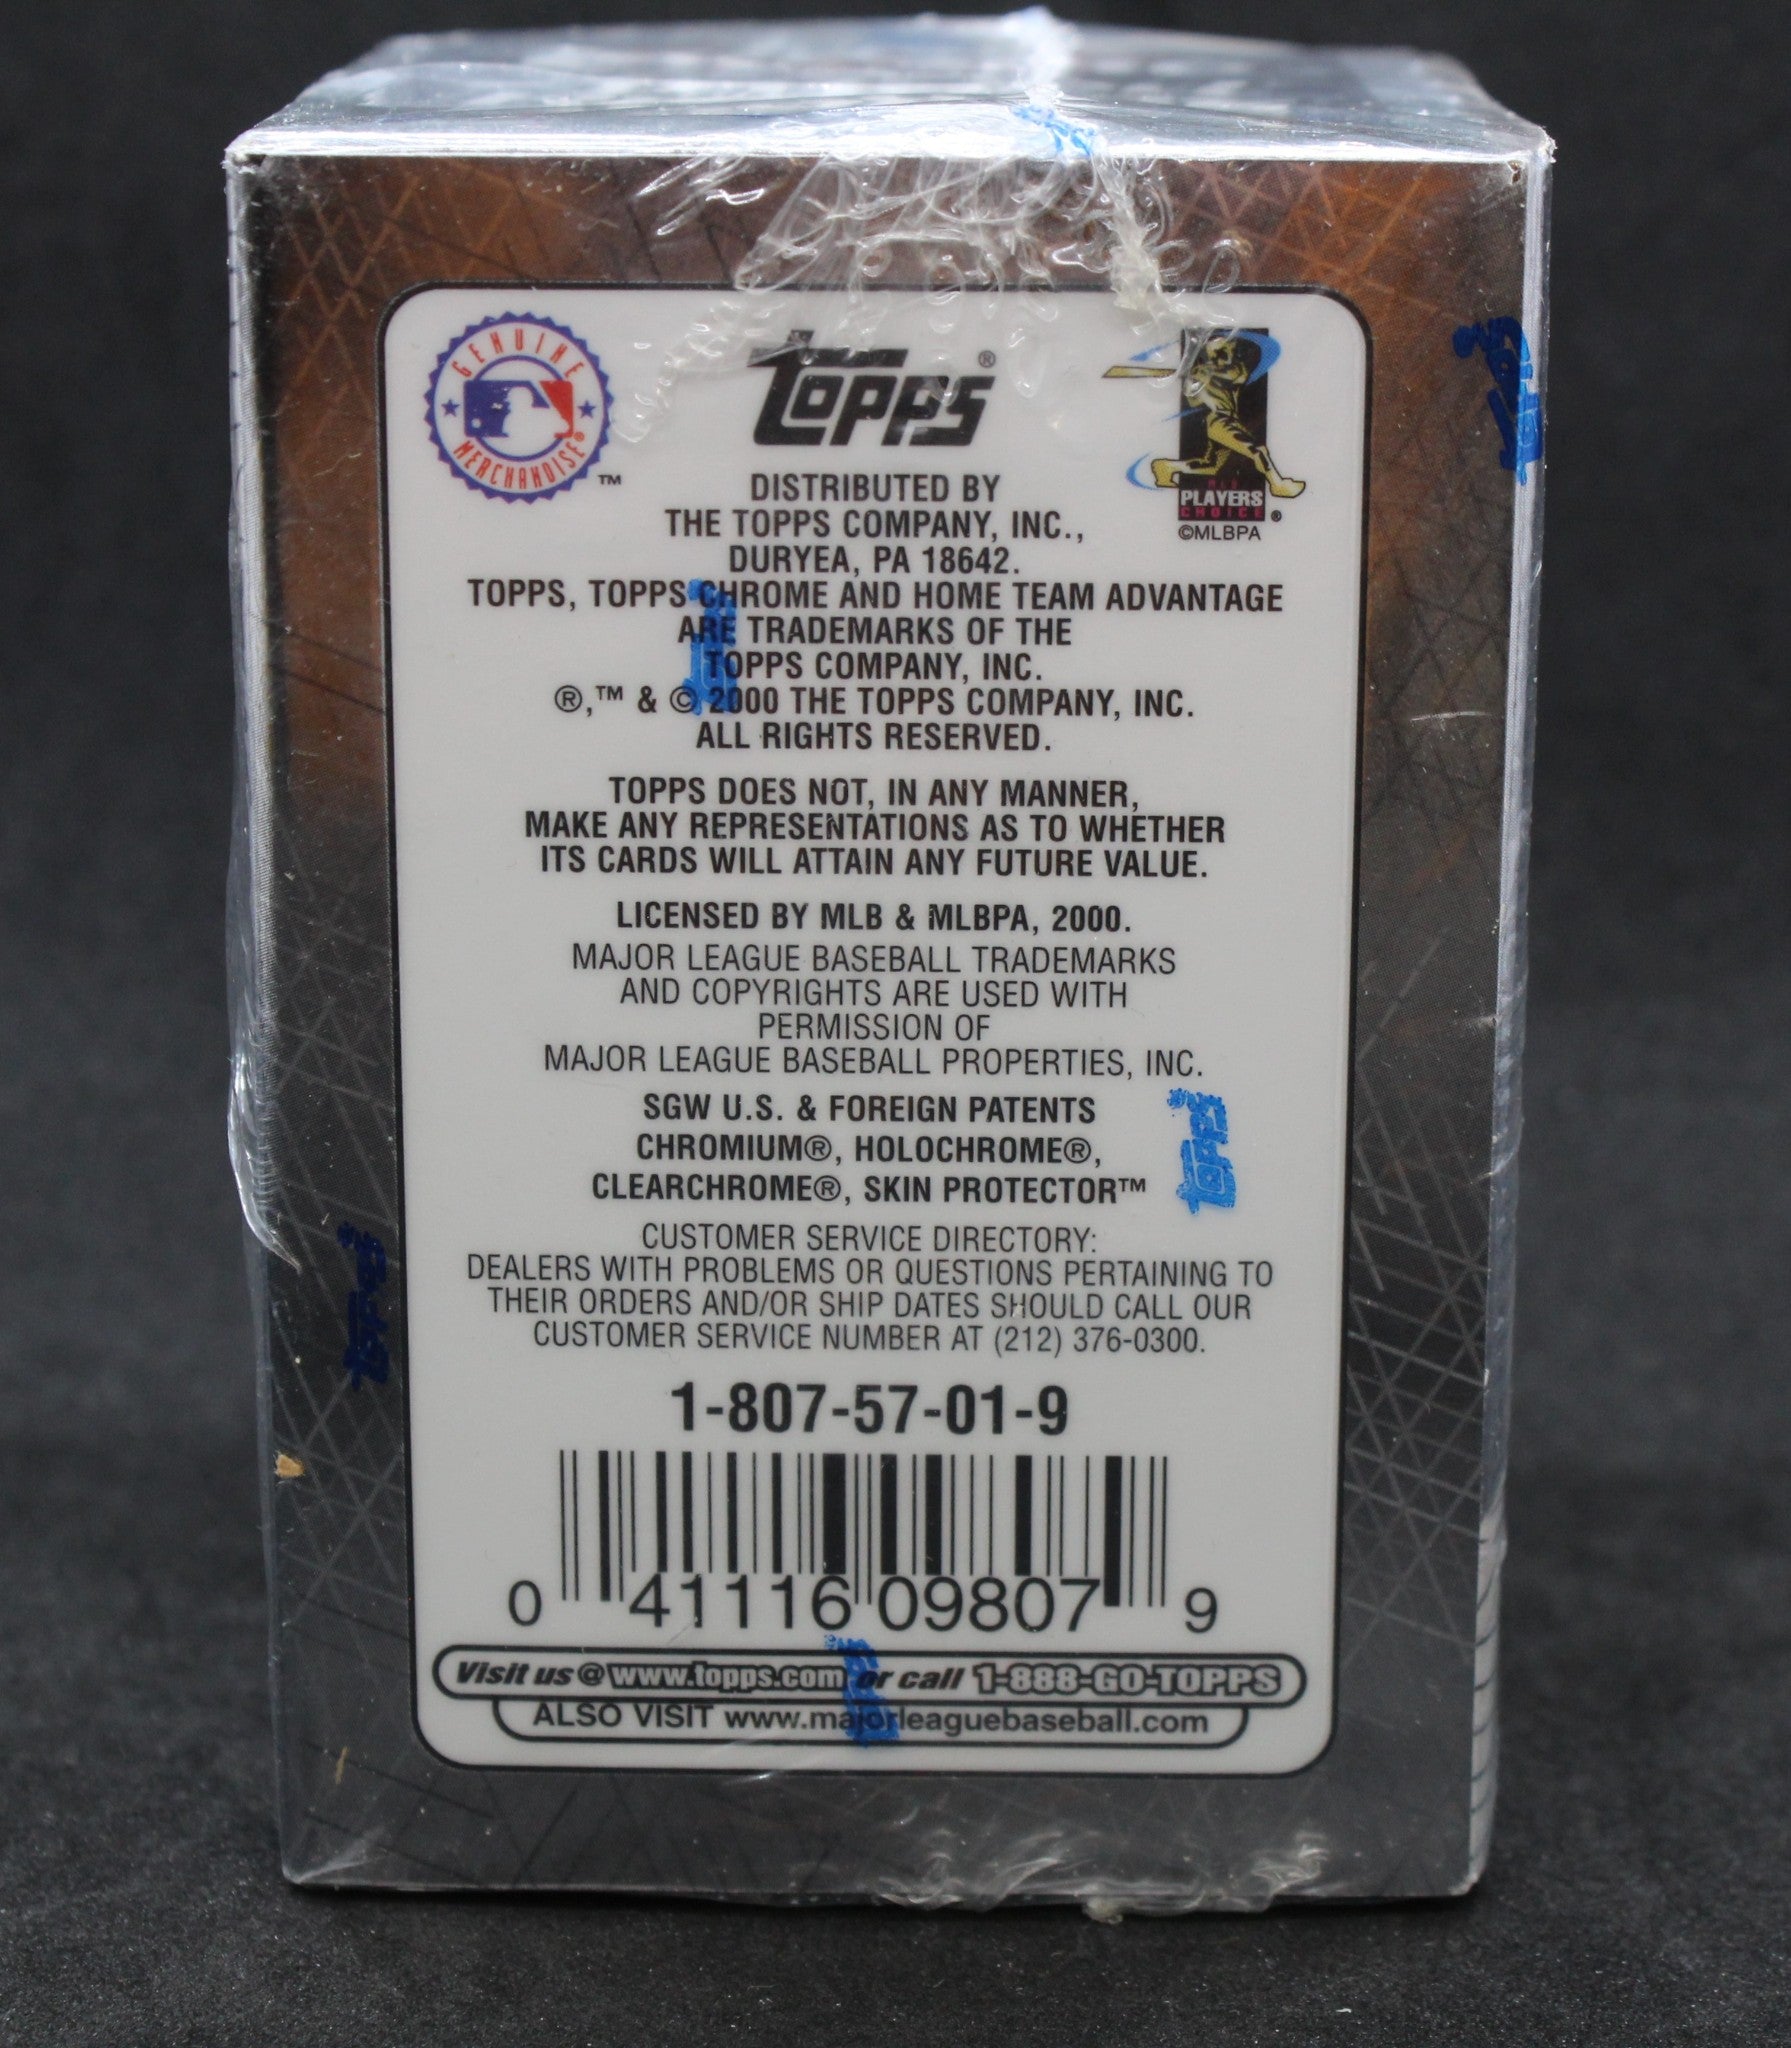 GENUINE
MERCHANDISE®
™
TOPPS®
MLB
PLAYERS
CHOICE®
©MLBPA
DISTRIBUTED BY
THE TOPPS COMPANY, INC.,
DURYEA, PA 18642.
TOPPS, TOPPS CHROME AND HOME TEAM ADVANTAGE
ARE TRADEMARKS OF THE
TOPPS COMPANY, INC.
®,™ & © 2000 THE TOPPS COMPANY, INC.
ALL RIGHTS RESERVED.
TOPPS DOES NOT, IN ANY MANNER,
MAKE ANY REPRESENTATIONS AS TO WHETHER
ITS CARDS WILL ATTAIN ANY FUTURE VALUE.
LICENSED BY MLB & MLBPA, 2000.
MAJOR LEAGUE BASEBALL TRADEMARKS
AND COPYRIGHTS ARE USED WITH
PERMISSION OF
MAJOR LEAGUE BASEBALL PROPERTIES, INC.
SGW U.S. & FOREIGN PATENTS
CHROMIUM®, HOLOCHROME®,
CLEARCHROME®, SKIN PROTECTOR™
TOPPS
CUSTOMER SERVICE DIRECTORY:
DEALERS WITH PROBLEMS OR QUESTIONS PERTAINING TO
THEIR ORDERS AND/OR SHIP DATES SHOULD CALL OUR
CUSTOMER SERVICE NUMBER AT (212) 376-0300.
TOPPS
1-807-57-01-9
0 41116 09807 9
Visit us @ www.topps.com or call 1-888-GO-TOPPS
ALSO VISIT www.majorleaguebaseball.com